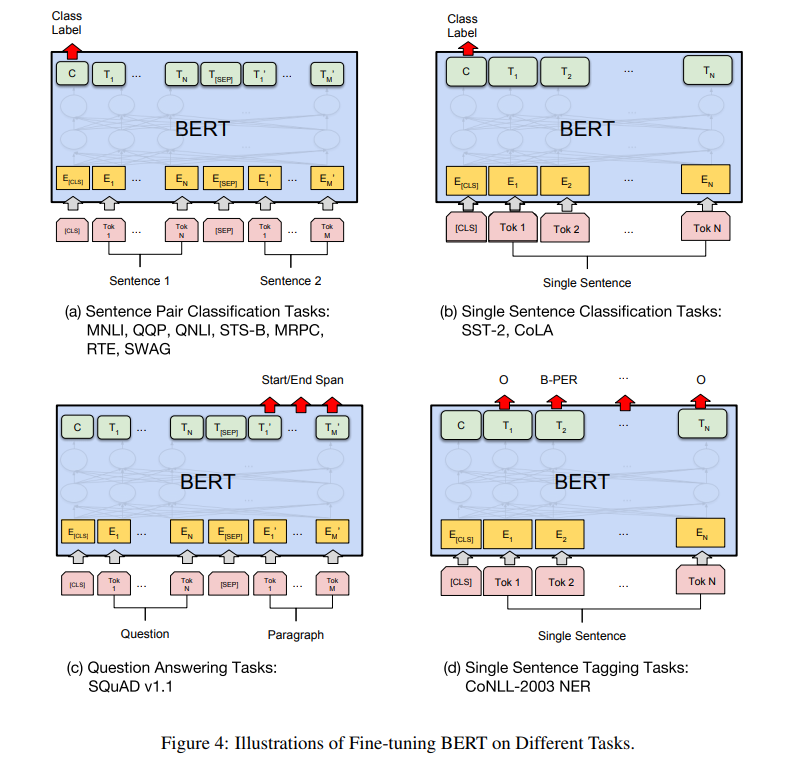 Class
Label
C T1 ... TN T[SEP] T1' ... TM'
BERT
E[CLS] E1 ... EN E[SEP] E1' ... EM'
[CLS] Tok 1 ... Tok N [SEP] Tok 1 ... Tok M
Sentence 1 Sentence 2
(a) Sentence Pair Classification Tasks:
MNLI, QQP, QNLI, STS-B, MRPC,
RTE, SWAG
Class
Label
C T1 T2 ... TN
BERT
E[CLS] E1 E2 ... EN
[CLS] Tok 1 Tok 2 ... Tok N
Single Sentence
(b) Single Sentence Classification Tasks:
SST-2, CoLA
Start/End Span
C T1 ... TN T[SEP] T1' ... TM'
BERT
E[CLS] E1 ... EN E[SEP] E1' ... EM'
[CLS] Tok 1 ... Tok N [SEP] Tok 1 ... Tok M
Question Paragraph
(c) Question Answering Tasks:
SQuAD v1.1
O B-PER ... O
C T1 T2 ... TN
BERT
E[CLS] E1 E2 ... EN
[CLS] Tok 1 Tok 2 ... Tok N
Single Sentence
(d) Single Sentence Tagging Tasks:
CoNLL-2003 NER
Figure 4: Illustrations of Fine-tuning BERT on Different Tasks.